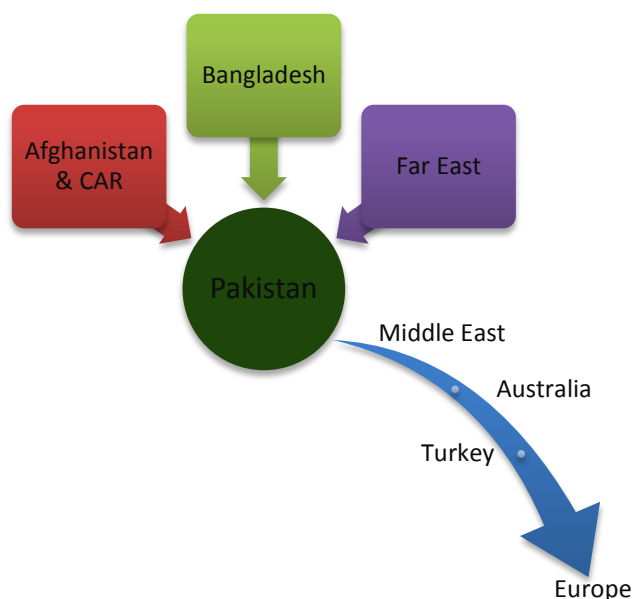 Bangladesh
Afghanistan
& CAR
Far East
Pakistan
Middle East
Australia
Turkey
Europe